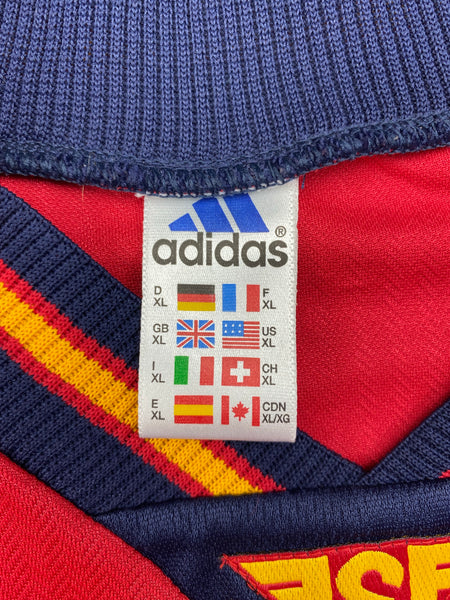 adidas®
D XL F XL
GB XL US XL
I XL CH XL
E XL CDN XL/XG